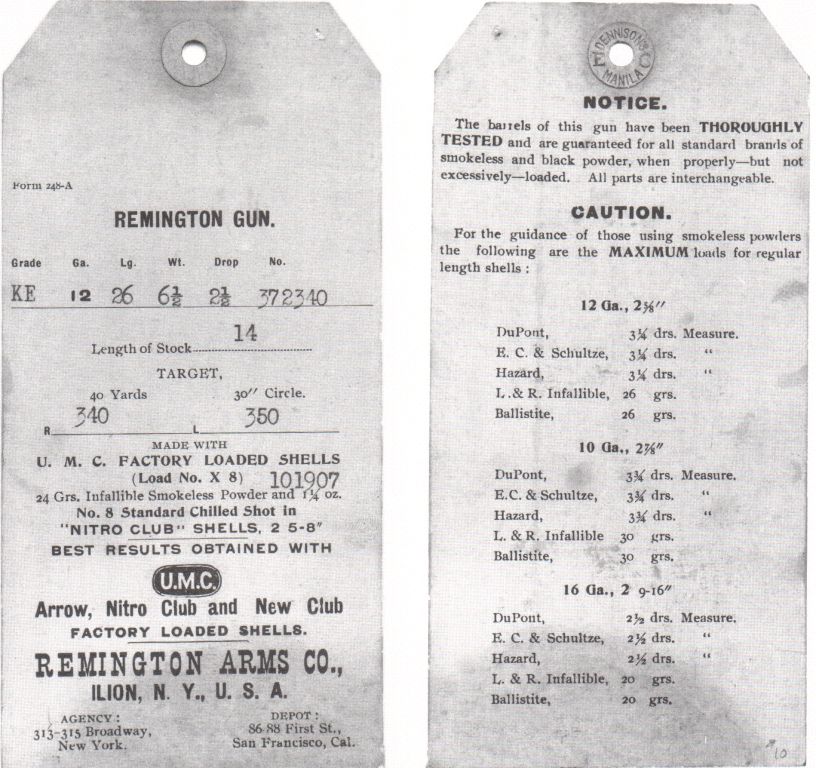 Form 248-A
REMINGTON GUN.
Grade Ga. Lg. Wt. Drop No.
KE 12 26 6½ 2½ 372340
Length of Stock 14
TARGET,
40 Yards 30" Circle.
R 340 L 350
MADE WITH
U. M. C. FACTORY LOADED SHELLS
(Load No. X 8) 101907
24 Grs. Infallible Smokeless Powder and 1¼ oz.
No. 8 Standard Chilled Shot in
"NITRO CLUB" SHELLS, 2 5-8"
BEST RESULTS OBTAINED WITH
U.M.C.
Arrow, Nitro Club and New Club
FACTORY LOADED SHELLS.
REMINGTON ARMS CO.,
ILION, N. Y., U. S. A.
AGENCY:
313-315 Broadway,
New York.
DEPOT:
86-88 First St.,
San Francisco, Cal.
DENNISON
MANILA
NOTICE.
The barrels of this gun have been THOROUGHLY
TESTED and are guaranteed for all standard brands of
smokeless and black powder, when properly—but not
excessively—loaded. All parts are interchangeable.
CAUTION.
For the guidance of those using smokeless powders
the following are the MAXIMUM loads for regular
length shells :
12 Ga., 2⅝"
DuPont, 3¼ drs. Measure.
E. C. & Schultze, 3¼ drs. "
Hazard, 3¼ drs. "
L. & R. Infallible, 26 grs.
Ballistite, 26 grs.
10 Ga., 2⅞"
DuPont, 3¾ drs. Measure.
E.C. & Schultze, 3¾ drs. "
Hazard, 3¾ drs. "
L. & R. Infallible 30 grs.
Ballistite, 30 grs.
16 Ga., 2 9-16"
DuPont, 2½ drs. Measure.
E. C. & Schultze, 2½ drs. "
Hazard, 2½ drs. "
L. & R. Infallible, 20 grs.
Ballistite, 20 grs.